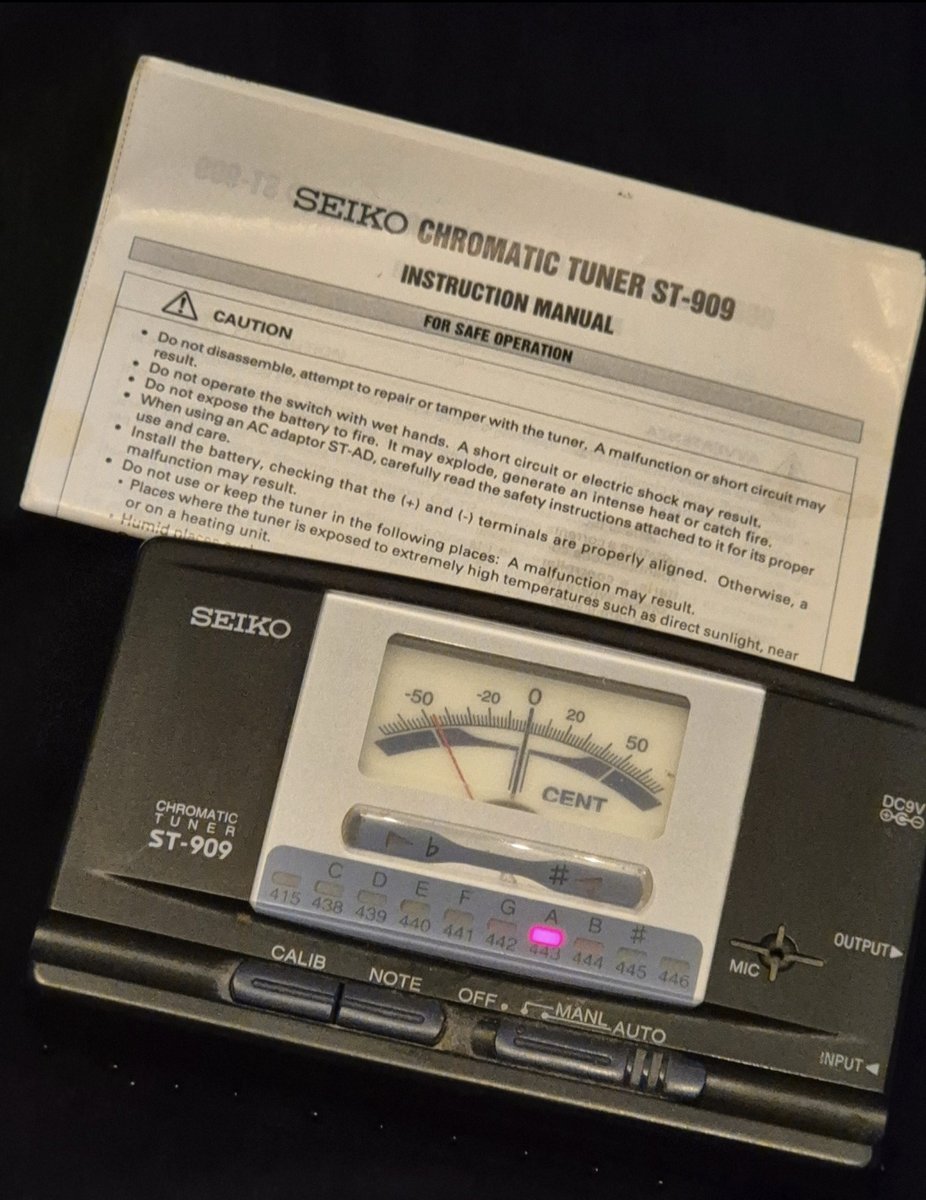 SEIKO CHROMATIC TUNER ST-909
INSTRUCTION MANUAL
FOR SAFE OPERATION
CAUTION
• Do not disassemble, attempt to repair or tamper with the tuner. A malfunction or short circuit may
result.
• Do not operate the switch with wet hands. A short circuit or electric shock may result.
• Do not expose the battery to fire. It may explode, generate an intense heat or catch fire.
• When using an AC adaptor ST-AD, carefully read the safety instructions attached to it for its proper
use and care.
• Install the battery, checking that the (+) and (-) terminals are properly aligned. Otherwise, a
malfunction may result.
• Do not use or keep the tuner in the following places: A malfunction may result.
• Places where the tuner is exposed to extremely high temperatures such as direct sunlight, near
or on a heating unit.
• Humid places
SEIKO
-50 -20 0 20 50
CENT
CHROMATIC
TUNER
ST-909
DC9V
♭ #
C D E F G A B #
415 438 439 440 441 442 443 444 445 446
MIC
OUTPUT▶
CALIB NOTE OFF MANL AUTO
INPUT◀